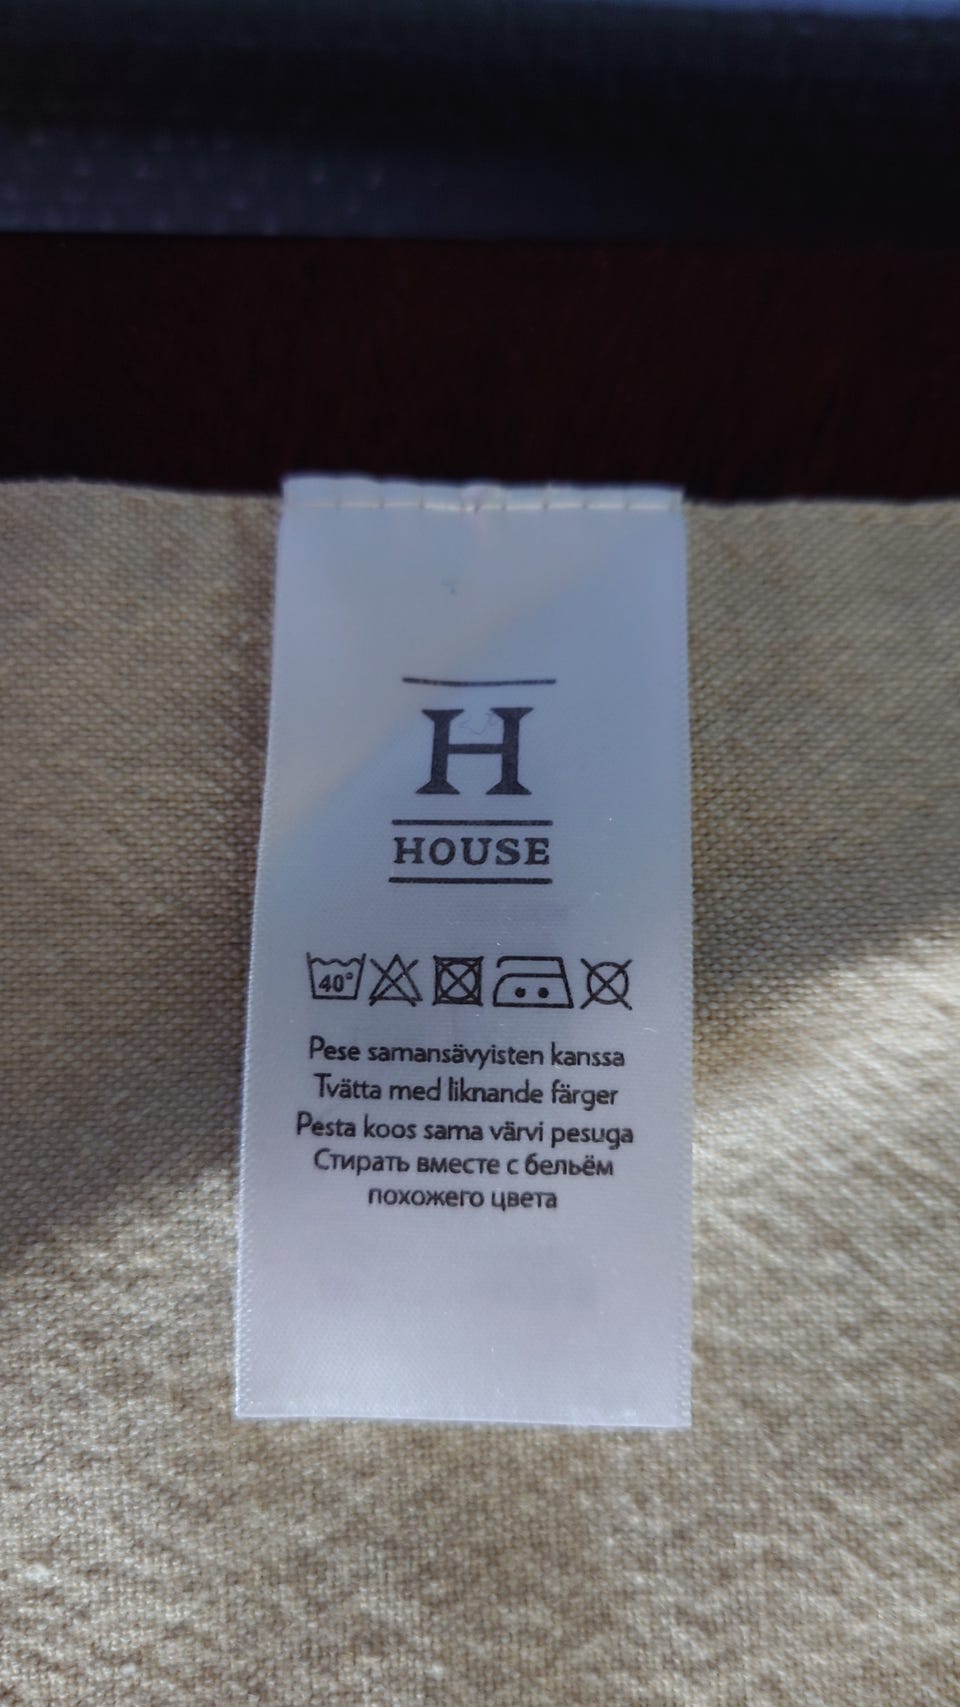 H
HOUSE
40°
Pese samansävyisten kanssa
Tvätta med liknande färger
Pesta koos sama värvi pesuga
Стирать вместе с бельём
похожего цвета